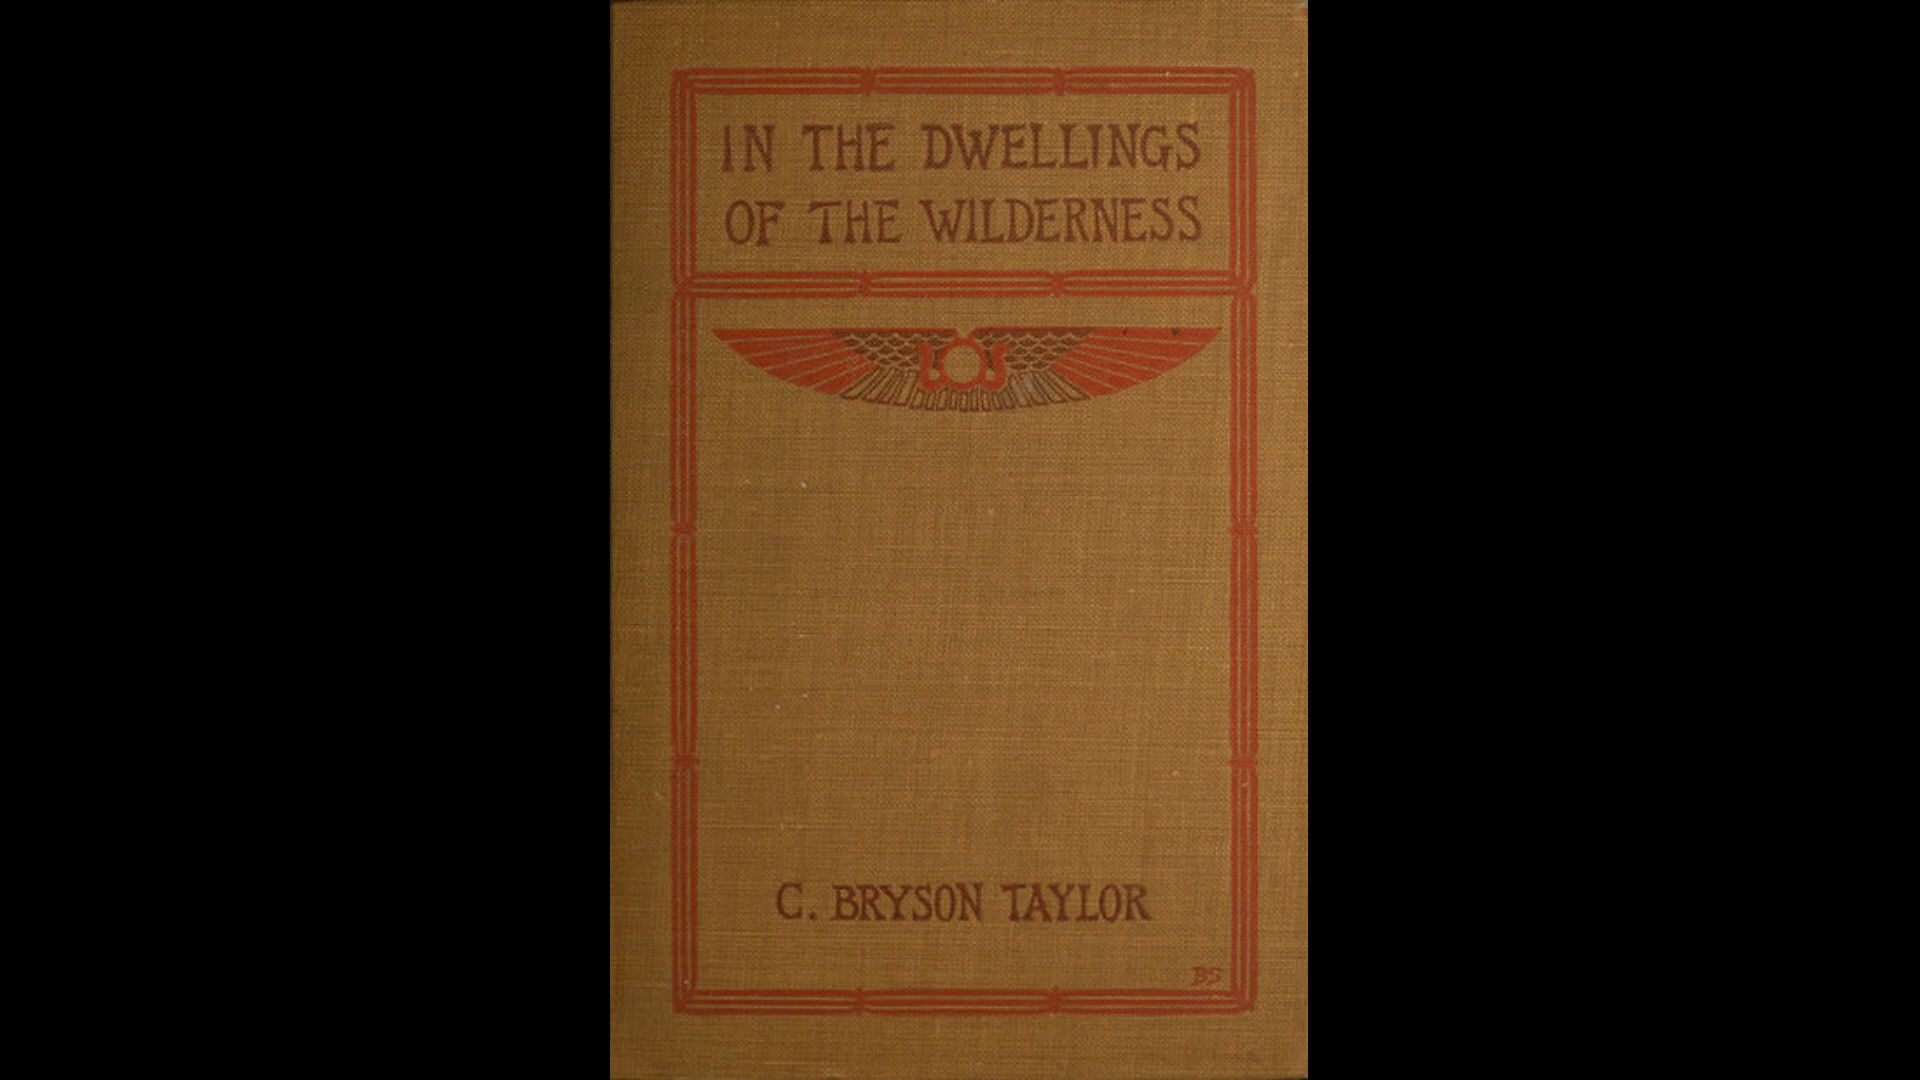 IN THE DWELLINGS
OF THE WILDERNESS
C. BRYSON TAYLOR
BS